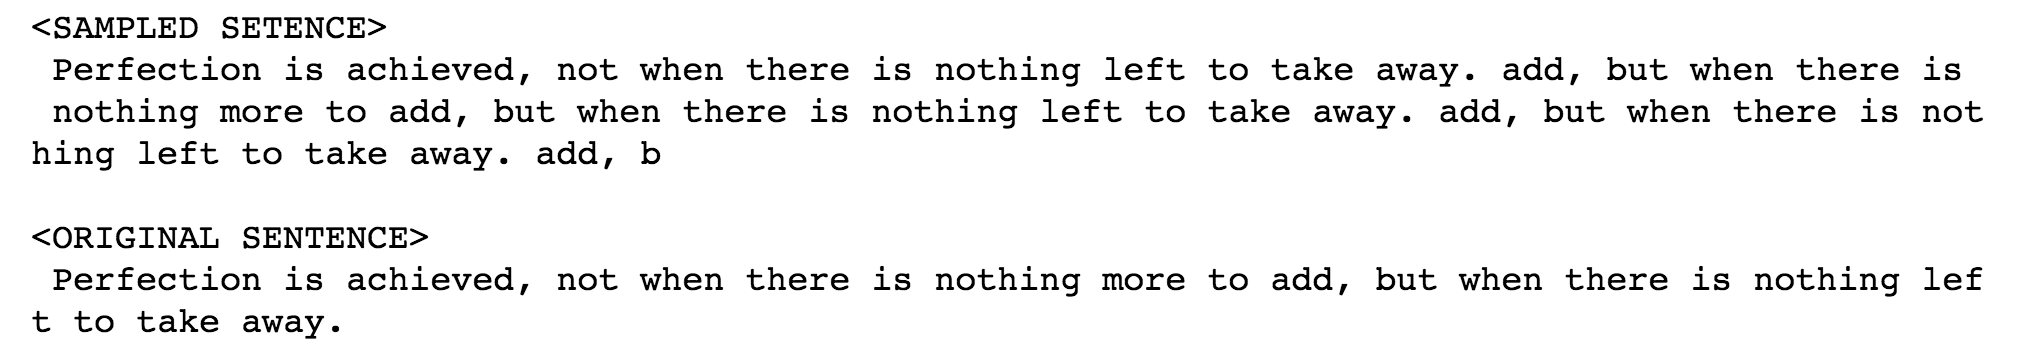 <SAMPLED SETENCE>
Perfection is achieved, not when there is nothing left to take away. add, but when there is
nothing more to add, but when there is nothing left to take away. add, but when there is not
hing left to take away. add, b
<ORIGINAL SENTENCE>
Perfection is achieved, not when there is nothing more to add, but when there is nothing lef
t to take away.